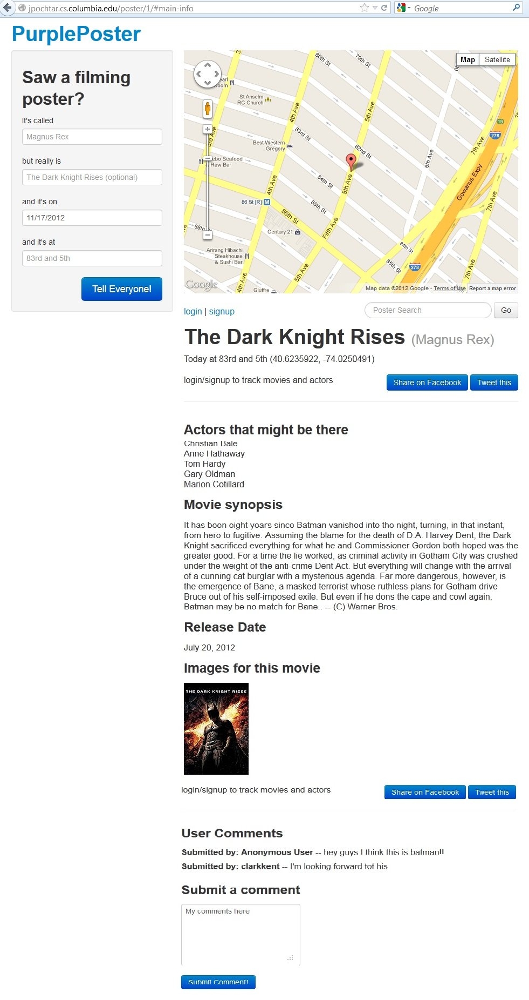 jpochtar.cs.columbia.edu/poster/1/#main-info
Google
PurplePoster
Saw a filming
poster?
It's called
Magnus Rex
but really is
The Dark Knight Rises (optional)
and it's on
11/17/2012
and it's at
83rd and 5th
Tell Everyone!
Map
Satellite
80th St
79th St
earl
Room
St Anselm
RC Church
3rd Ave
4th Ave
5th Ave
83rd St
82nd St
Best Western
Gregory
6th Ave
7th Ave
19
278
ebo Seafood
Raw Bar
84th St
4th Ave
5th Ave
Gowanus Expy
86 St [R]
M
85th St
86th St
7th Ave
88th
Century 21
Fifth Ave
84th St
Arirang Hibachi
Steakhouse
& Sushi Bar
85th St
278
4th Ave
5th Ave
7th Ave
Google
Giuffre
Map data ©2012 Google - Terms of Use
Report a map error
login | signup
Poster Search
Go
The Dark Knight Rises (Magnus Rex)
Today at 83rd and 5th (40.6235922, -74.0250491)
login/signup to track movies and actors
Share on Facebook
Tweet this
Actors that might be there
Christian Bale
Anne Hathaway
Tom Hardy
Gary Oldman
Marion Cotillard
Movie synopsis
It has been eight years since Batman vanished into the night, turning, in that instant,
from hero to fugitive. Assuming the blame for the death of D.A. Harvey Dent, the Dark
Knight sacrificed everything for what he and Commissioner Gordon both hoped was the
greater good. For a time the lie worked, as criminal activity in Gotham City was crushed
under the weight of the anti-crime Dent Act. But everything will change with the arrival
of a cunning cat burglar with a mysterious agenda. Far more dangerous, however, is
the emergence of Bane, a masked terrorist whose ruthless plans for Gotham drive
Bruce out of his self-imposed exile. But even if he dons the cape and cowl again,
Batman may be no match for Bane.. -- (C) Warner Bros.
Release Date
July 20, 2012
Images for this movie
THE DARK KNIGHT RISES
login/signup to track movies and actors
Share on Facebook
Tweet this
User Comments
Submitted by: Anonymous User -- hey guys I think this is batman!!
Submitted by: clarkkent -- I'm looking forward tot his
Submit a comment
My comments here
Submit Comment!